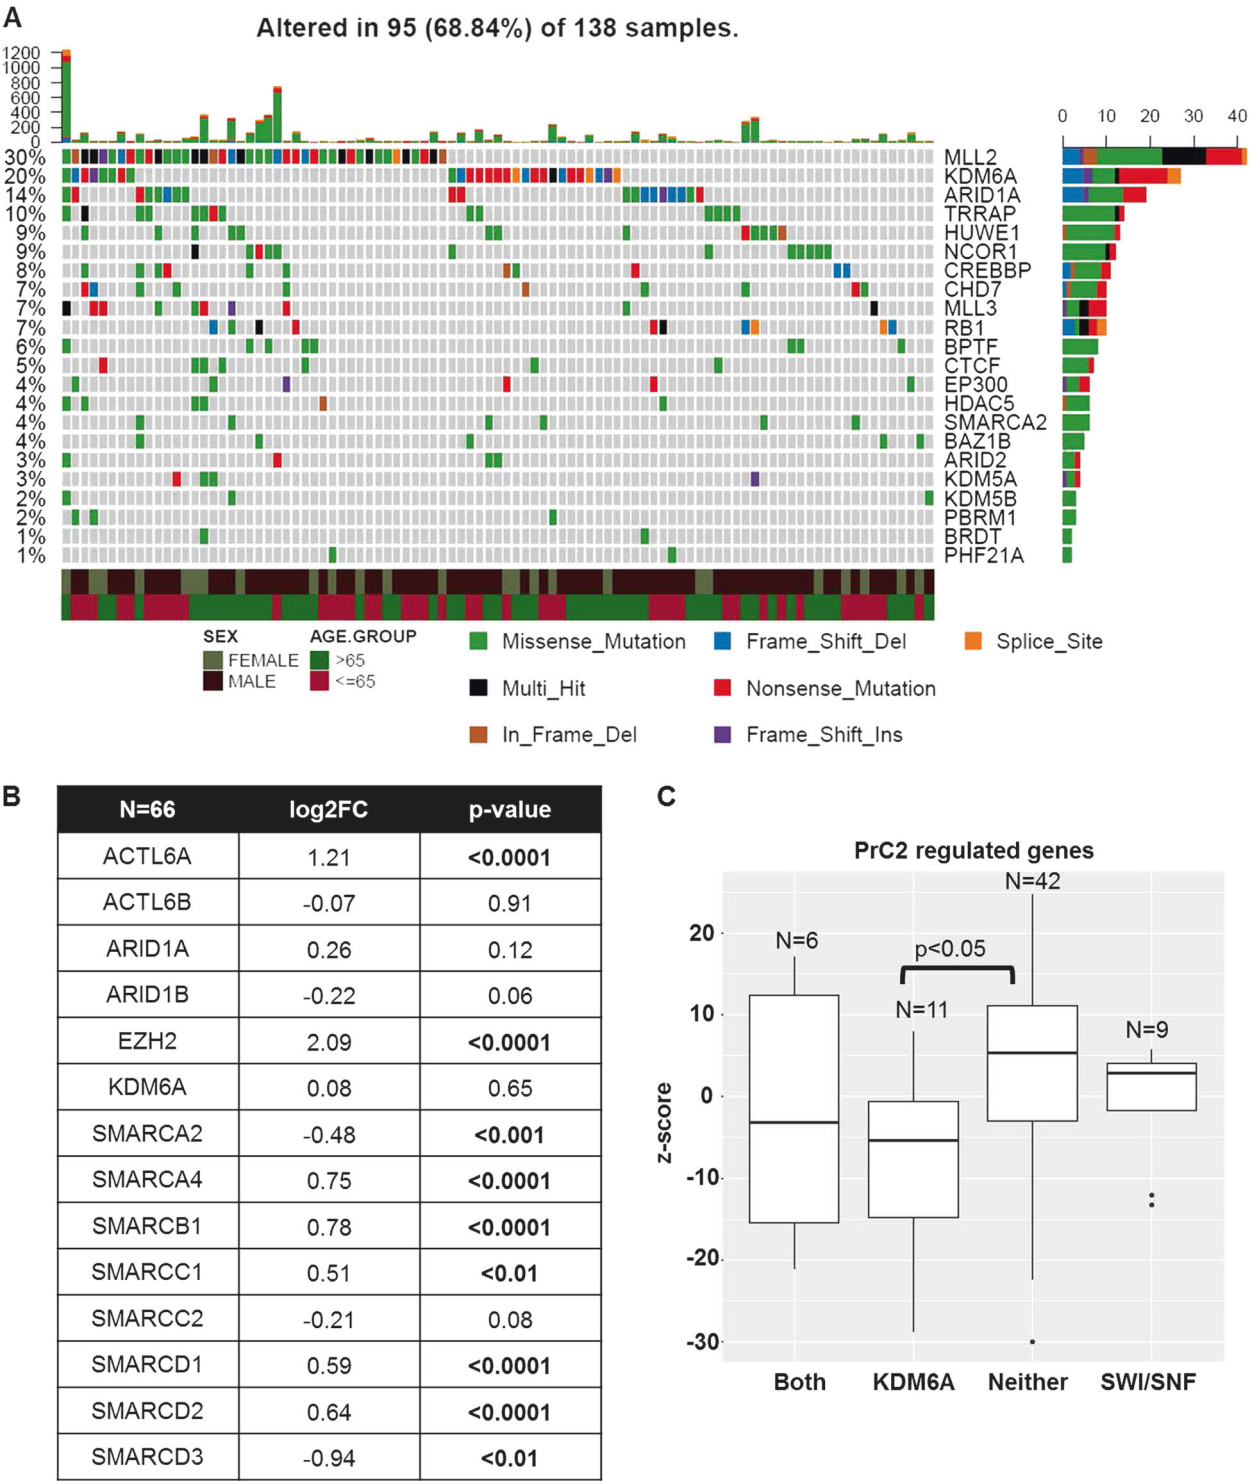 A
Altered in 95 (68.84%) of 138 samples.
1200
1000
800
600
400
200
0
0 10 20 30 40
30% MLL2
20% KDM6A
14% ARID1A
10% TRRAP
9% HUWE1
9% NCOR1
8% CREBBP
7% CHD7
7% MLL3
7% RB1
6% BPTF
5% CTCF
4% EP300
4% HDAC5
4% SMARCA2
4% BAZ1B
3% ARID2
3% KDM5A
2% KDM5B
2% PBRM1
1% BRDT
1% PHF21A
SEX AGE.GROUP
FEMALE >65
MALE <=65
Missense_Mutation Frame_Shift_Del Splice_Site
Multi_Hit Nonsense_Mutation
In_Frame_Del Frame_Shift_Ins
B
N=66 log2FC p-value
ACTL6A 1.21 <0.0001
ACTL6B -0.07 0.91
ARID1A 0.26 0.12
ARID1B -0.22 0.06
EZH2 2.09 <0.0001
KDM6A 0.08 0.65
SMARCA2 -0.48 <0.001
SMARCA4 0.75 <0.0001
SMARCB1 0.78 <0.0001
SMARCC1 0.51 <0.01
SMARCC2 -0.21 0.08
SMARCD1 0.59 <0.0001
SMARCD2 0.64 <0.0001
SMARCD3 -0.94 <0.01
C
PrC2 regulated genes
N=42
N=6
p<0.05
N=11
N=9
20
10
0
-10
-20
-30
z-score
Both KDM6A Neither SWI/SNF